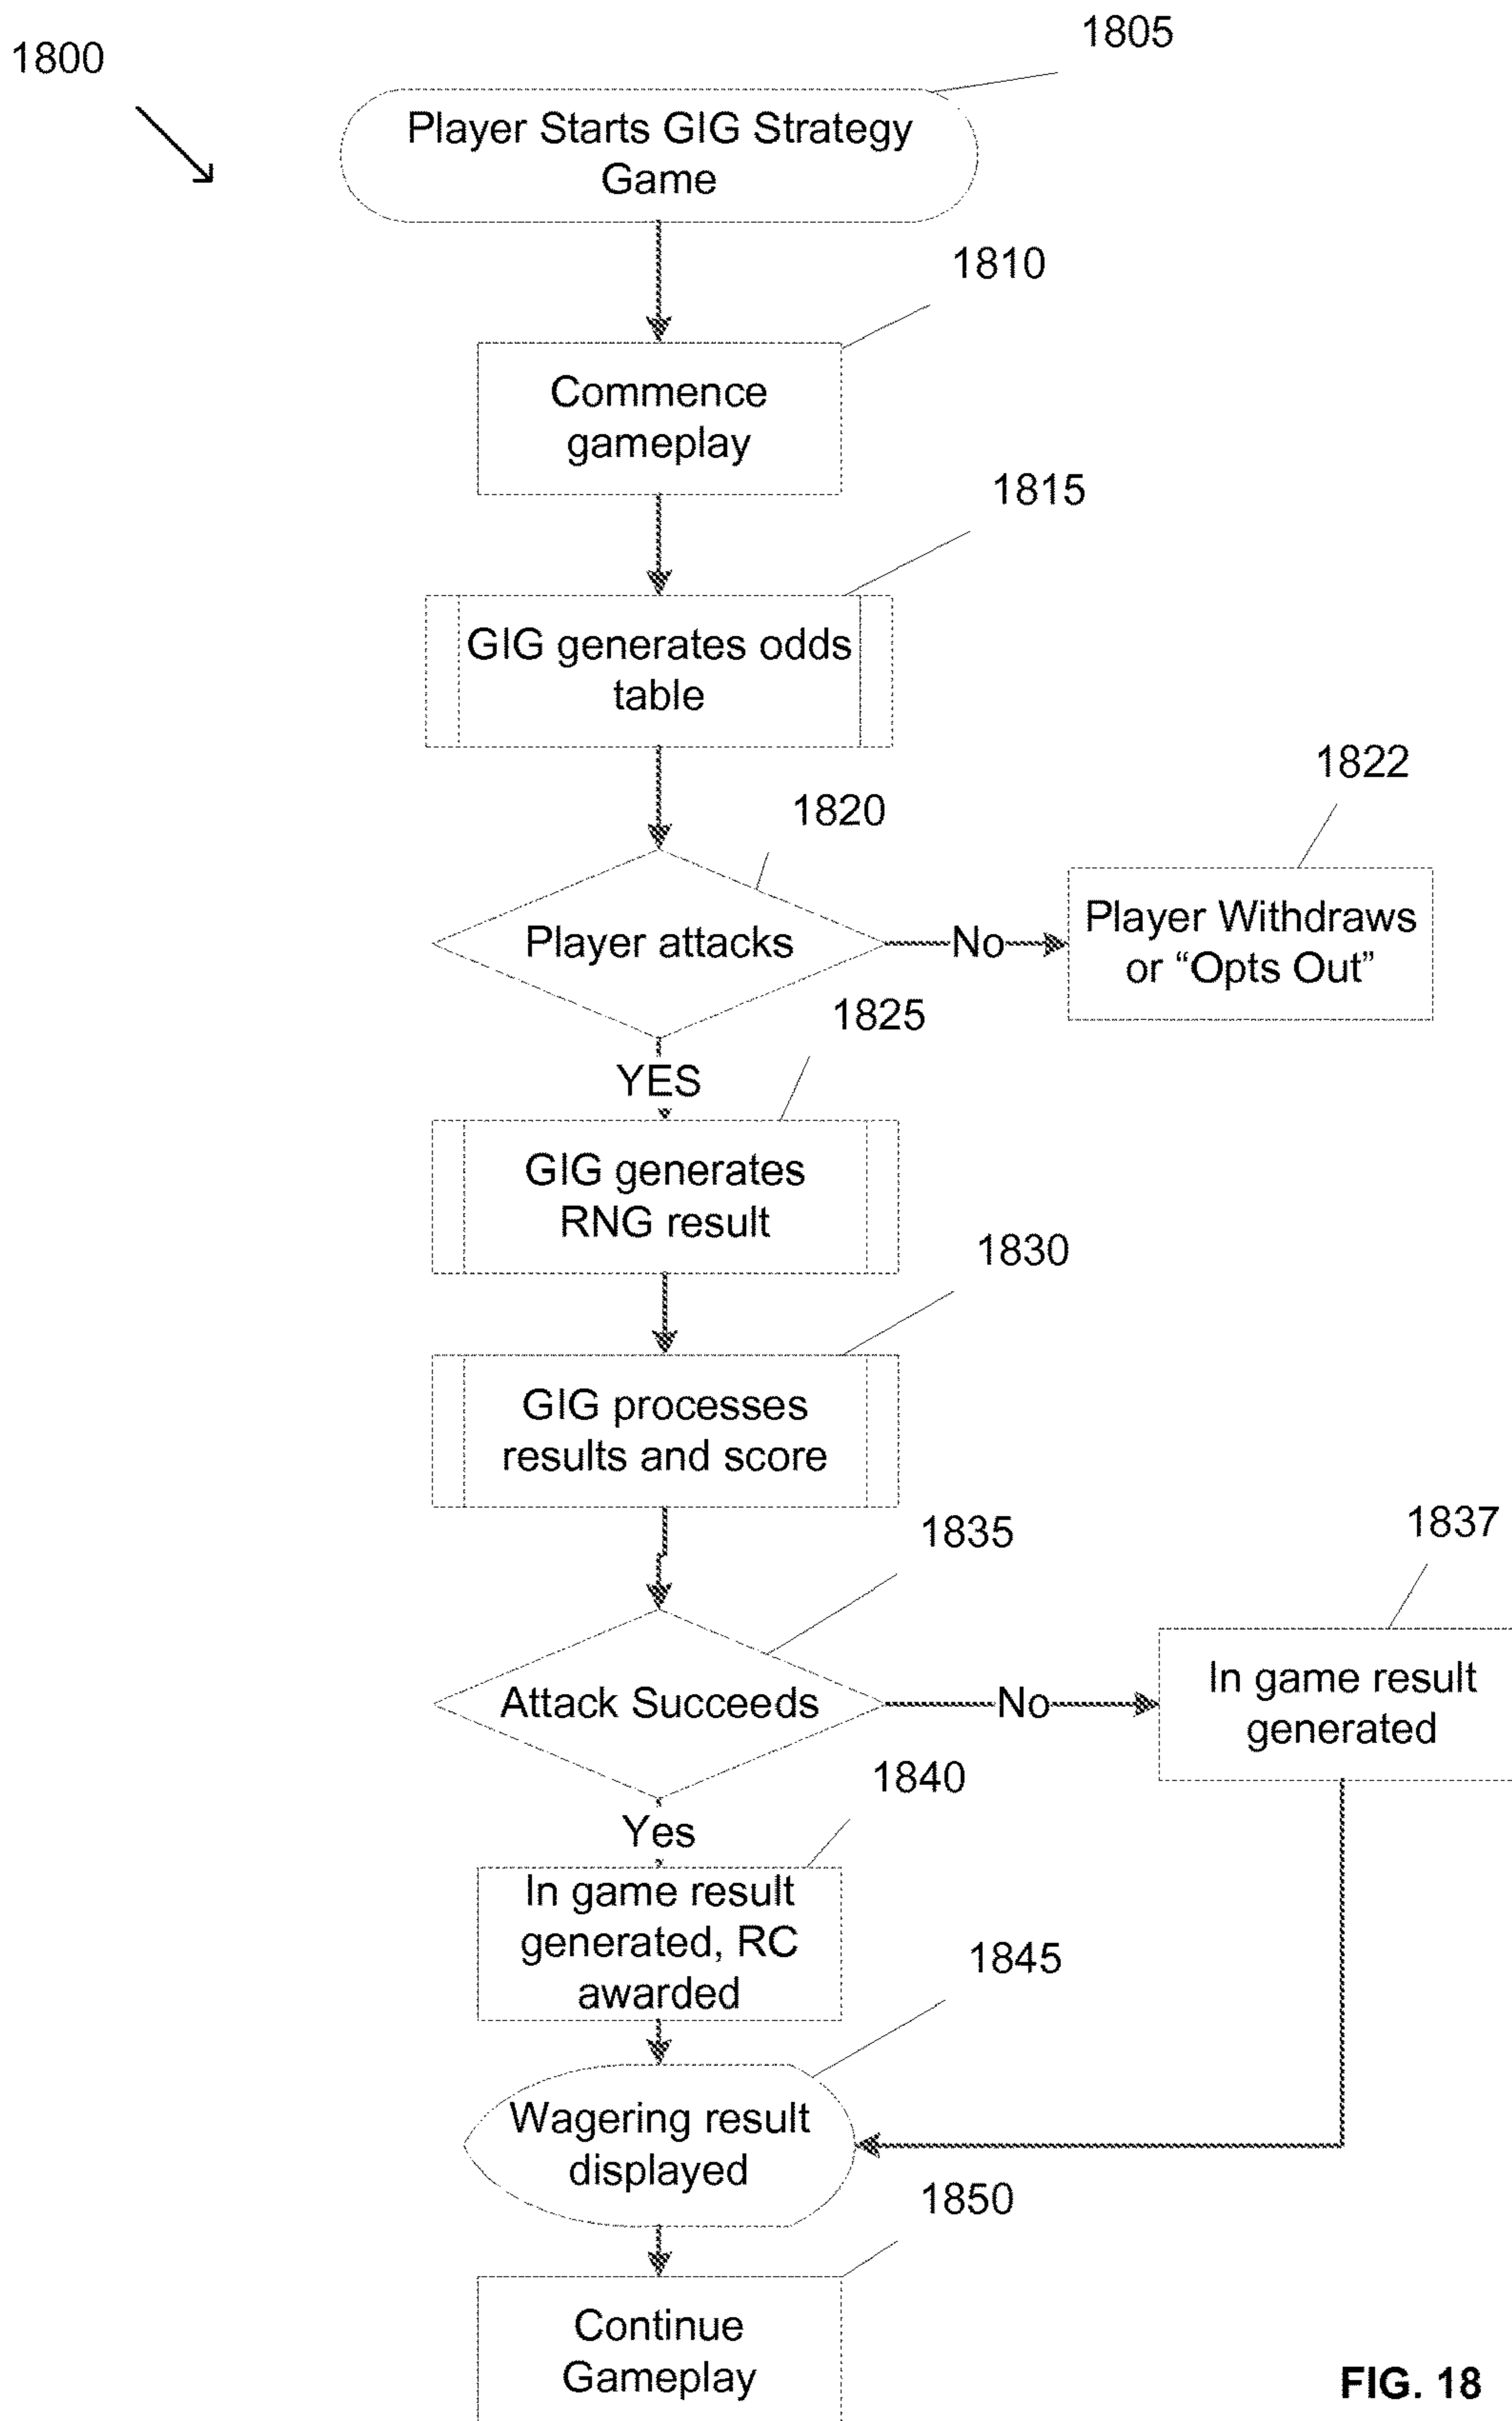 1800
1805
Player Starts GIG Strategy
Game
1810
Commence
gameplay
1815
GIG generates odds
table
1820
1822
Player attacks
No
Player Withdraws
or “Opts Out”
1825
YES
GIG generates
RNG result
1830
GIG processes
results and score
1835
1837
Attack Succeeds
No
In game result
generated
1840
Yes
In game result
generated, RC
awarded
1845
Wagering result
displayed
1850
Continue
Gameplay
FIG. 18